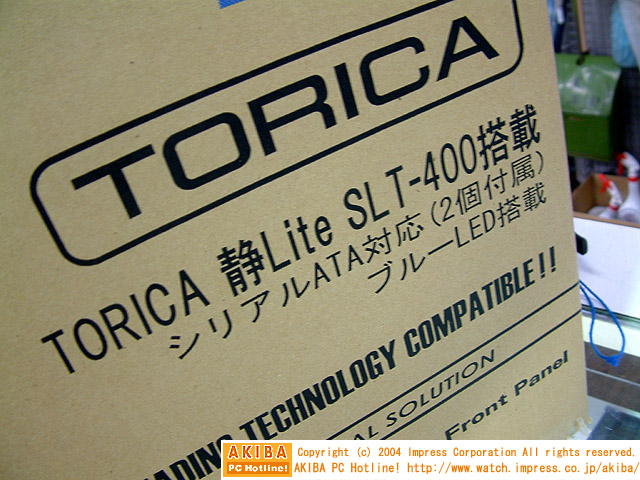 TORICA
TORICA 静Lite SLT-400搭載
シリアルATA対応(2個付属)
ブルーLED搭載
TECHNOLOGY COMPATIBLE!!
SOLUTION
Front Panel
AKIBA PC Hotline!
Copyright (c) 2004 Impress Corporation All rights reserved.
AKIBA PC Hotline! http://www.watch.impress.co.jp/akiba/